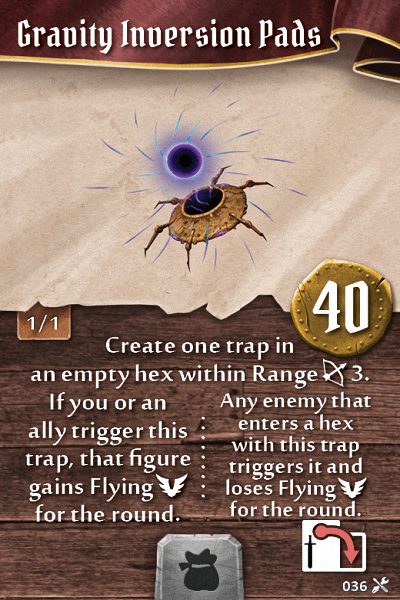 Gravity Inversion Pads
1/1
40
Create one trap in
an empty hex within Range 3.
If you or an
ally trigger this
trap, that figure
gains Flying
for the round.
Any enemy that
enters a hex
with this trap
triggers it and
loses Flying
for the round.
036